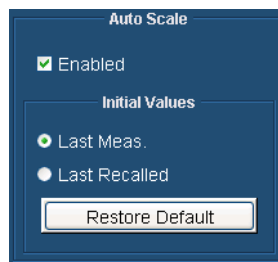 Auto Scale
Enabled
Initial Values
Last Meas.
Last Recalled
Restore Default